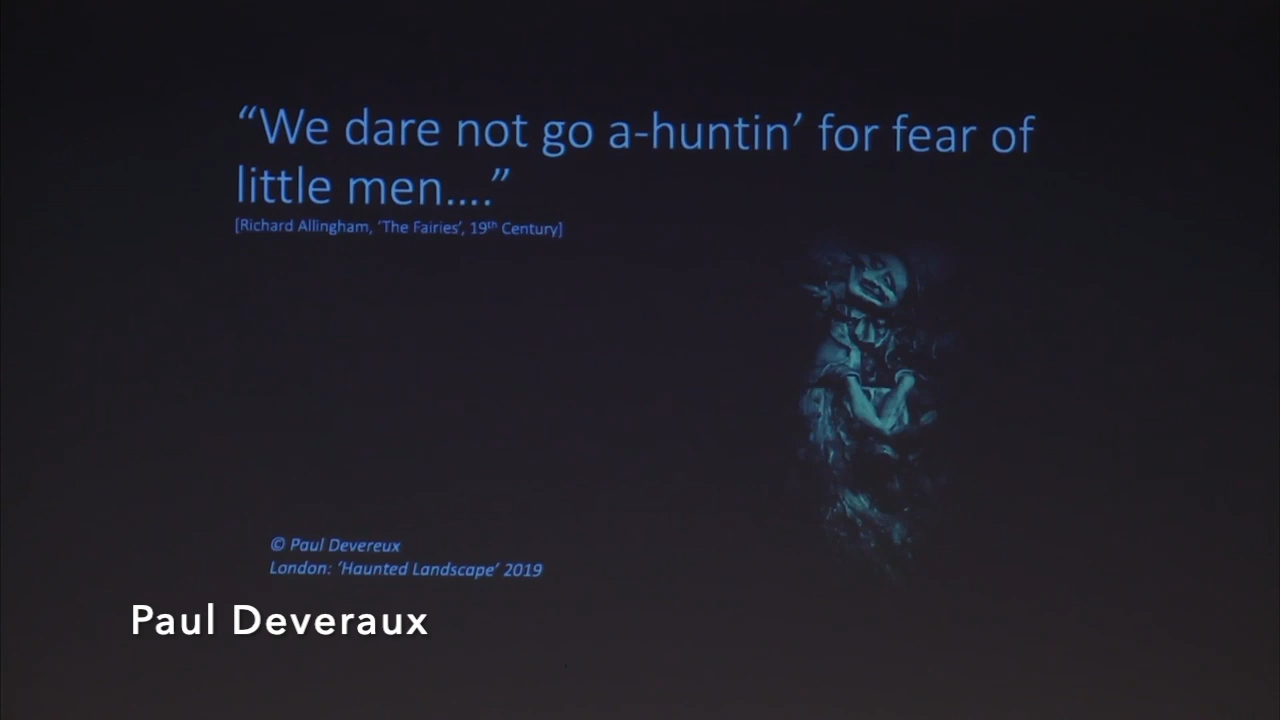 “We dare not go a-huntin’ for fear of
little men....”
[Richard Allingham, ‘The Fairies’, 19th Century]
© Paul Devereux
London: ‘Haunted Landscape’ 2019
Paul Deveraux